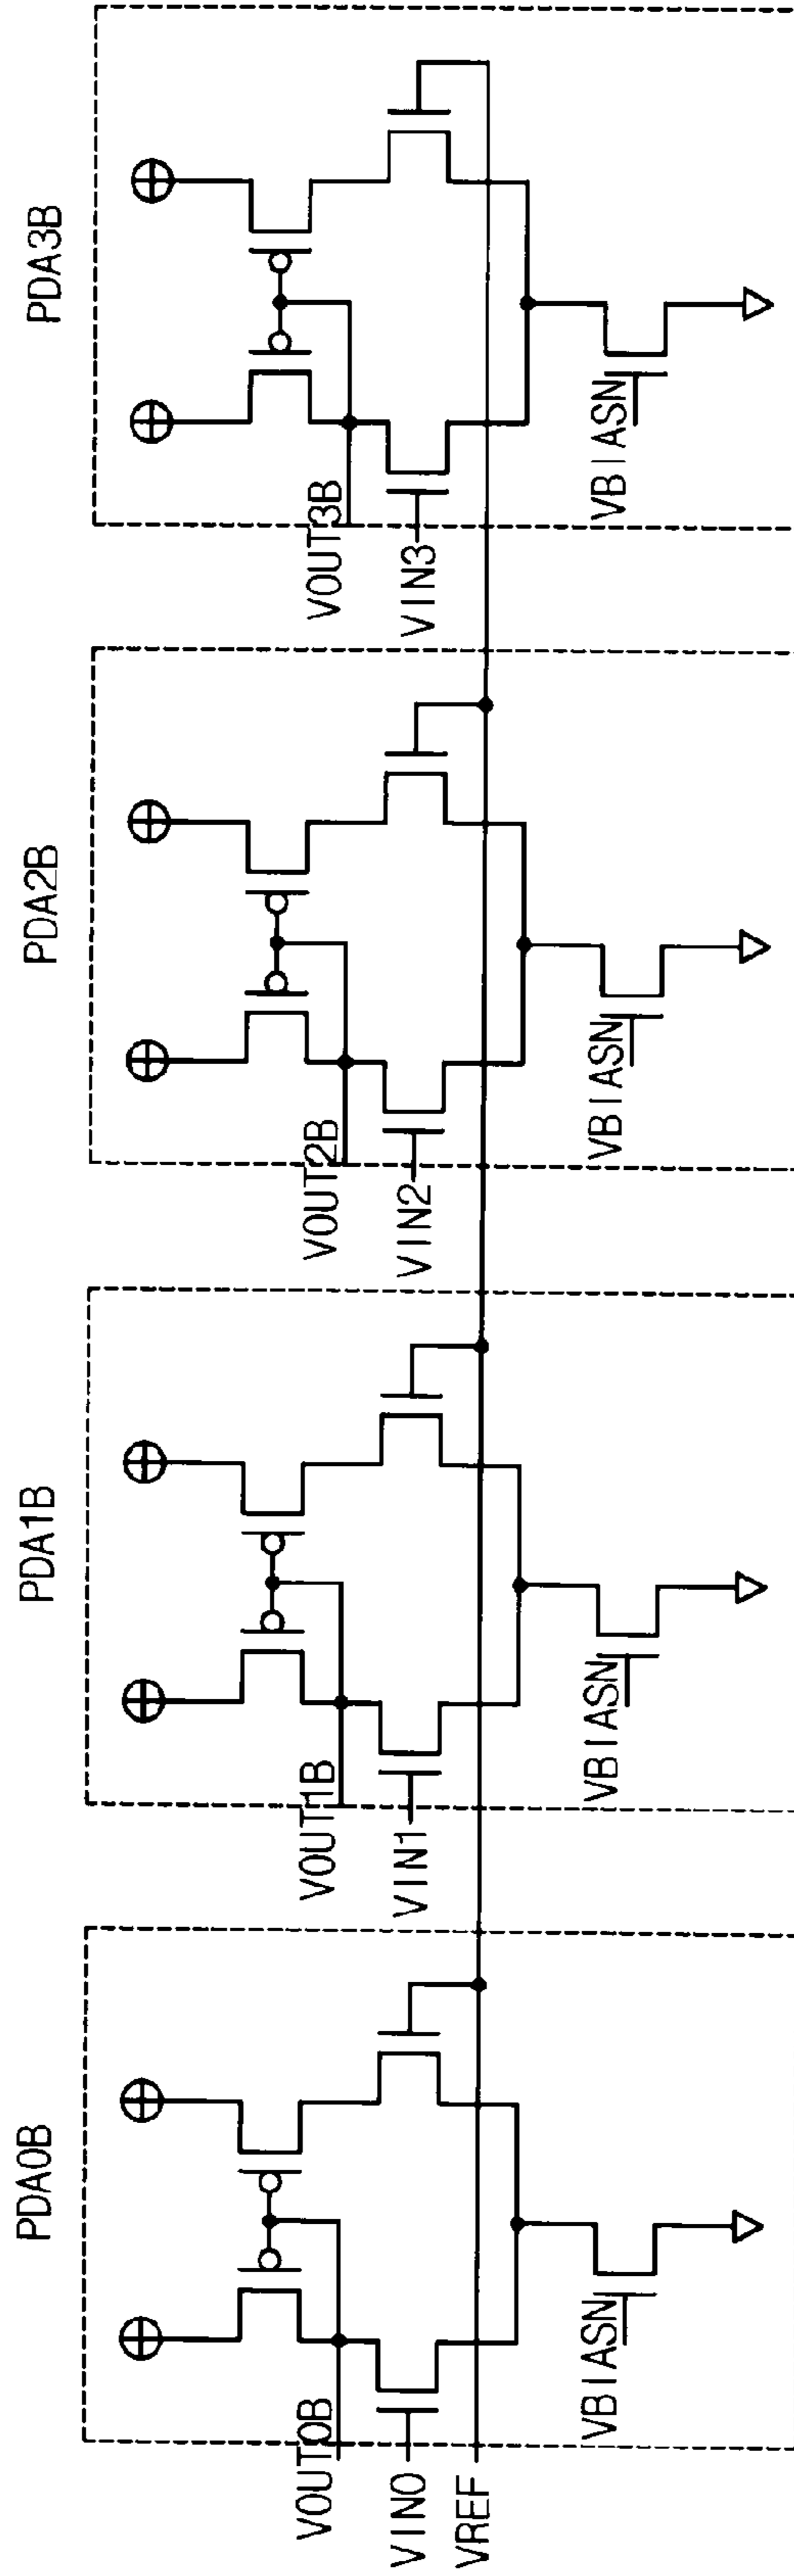 PDA0B
VOUT0B
VIN0
VREF
VBIASN
PDA1B
VOUT1B
VIN1
VBIASN
PDA2B
VOUT2B
VIN2
VBIASN
PDA3B
VOUT3B
VIN3
VBIASN